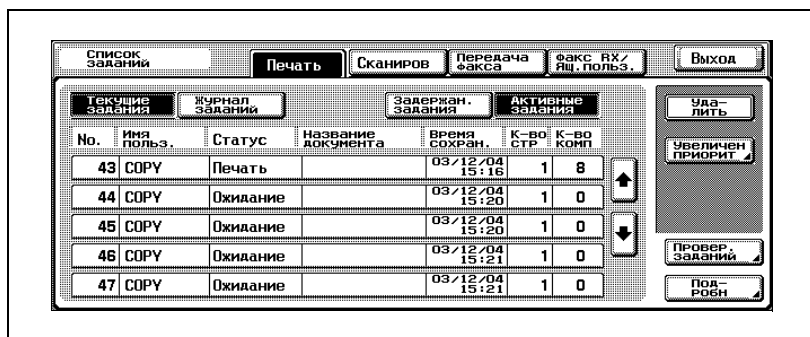 Список заданий
Печать
Сканиров
Передача факса
Факс RX/ Ящ.польз.
Выход
Текущие задания
Журнал заданий
Задержан. задания
Активные задания
Уда- лить
No. Имя польз. Статус Название документа Время сохран. К-во стр К-во комп
Увеличен приорит
43 COPY Печать 03/12/04 15:16 1 8
44 COPY Ожидание 03/12/04 15:20 1 0
45 COPY Ожидание 03/12/04 15:20 1 0
46 COPY Ожидание 03/12/04 15:21 1 0
Провер. заданий
47 COPY Ожидание 03/12/04 15:21 1 0
Под- робн